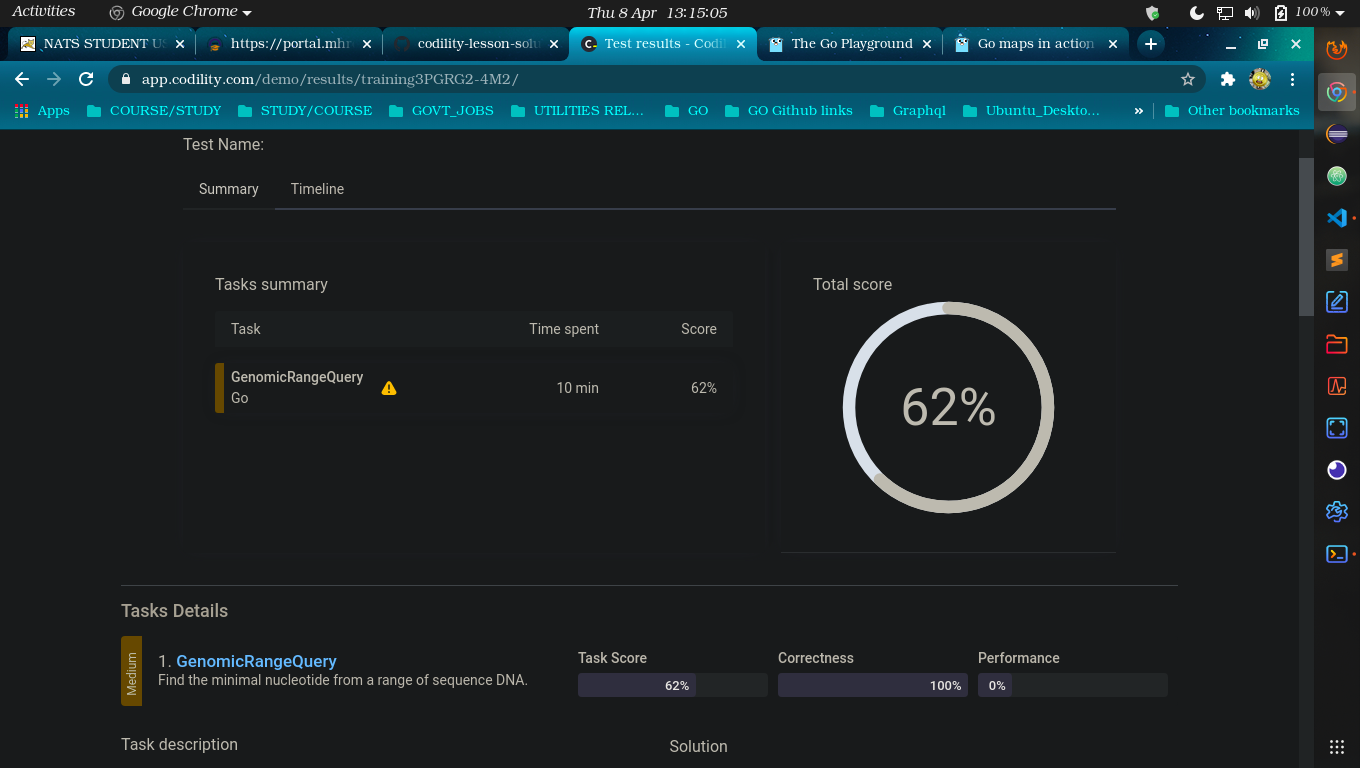 Activities Google Chrome Thu 8 Apr 13:15:05 100%
NATS STUDENT US https://portal.mhr codility-lesson-solu Test results - Codil The Go Playground Go maps in action
app.codility.com/demo/results/training3PGRG2-4M2/
Apps COURSE/STUDY STUDY/COURSE GOVT_JOBS UTILITIES REL... GO GO Github links Graphql Ubuntu_Deskto... » Other bookmarks
Test Name:
Summary Timeline
Tasks summary
Task Time spent Score
GenomicRangeQuery
Go
10 min 62%
Total score
62%
Tasks Details
Medium
1. GenomicRangeQuery
Find the minimal nucleotide from a range of sequence DNA.
Task Score Correctness Performance
62% 100% 0%
Task description Solution